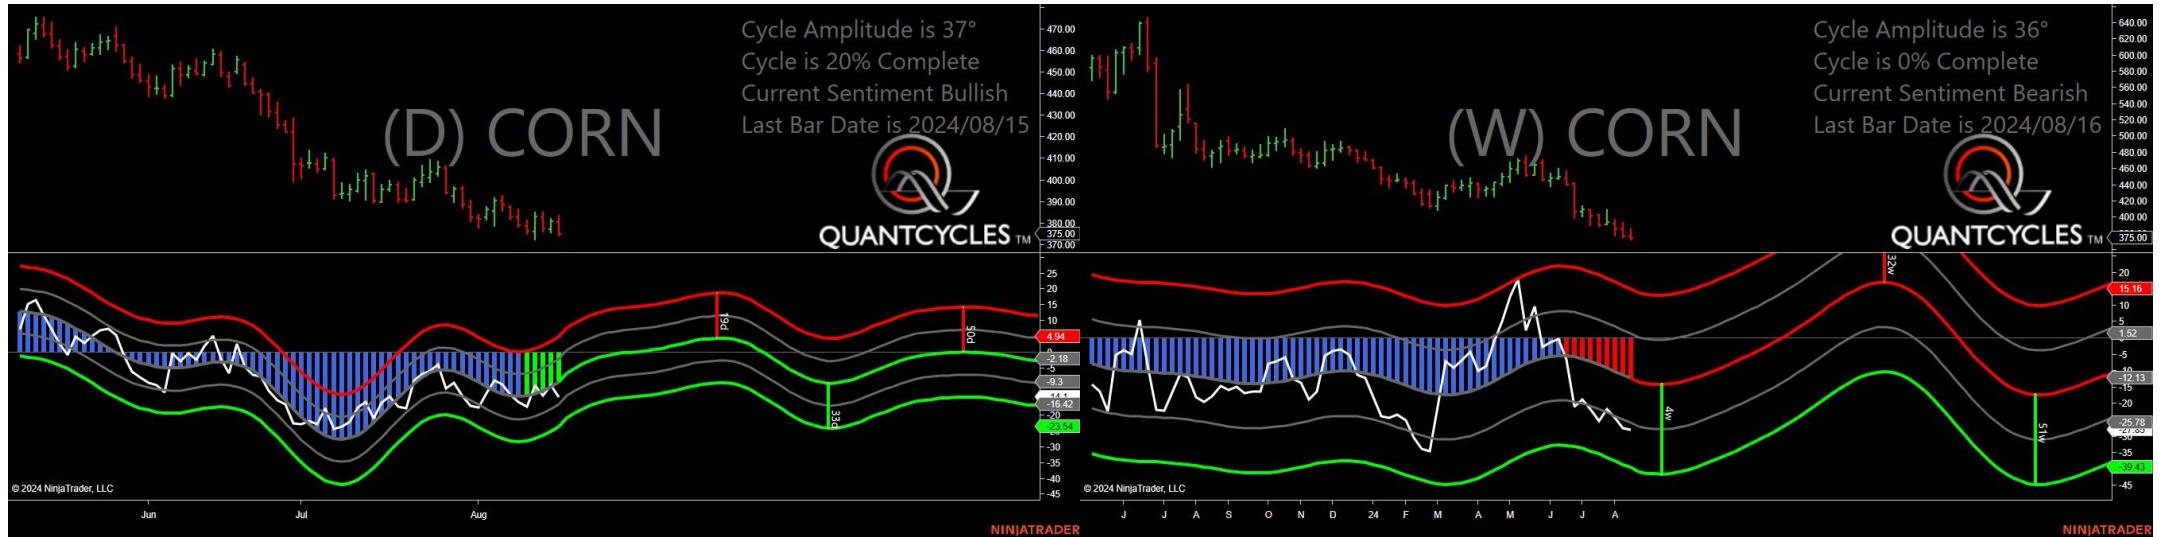 Cycle Amplitude is 37°
Cycle is 20% Complete
Current Sentiment Bullish
Last Bar Date is 2024/08/15
(D) CORN
QUANTCYCLES TM
470.00
460.00
450.00
440.00
430.00
420.00
410.00
400.00
390.00
380.00
375.00
370.00
25
20
15
10
4.94
-2.18
-5
-9.3
-14.1
-16.42
-20
-23.54
-30
-35
-40
-45
19d
33d
50d
© 2024 NinjaTrader, LLC
Jun
Jul
Aug
NINJATRADER
Cycle Amplitude is 36°
Cycle is 0% Complete
Current Sentiment Bearish
Last Bar Date is 2024/08/16
(W) CORN
QUANTCYCLES TM
640.00
620.00
600.00
580.00
560.00
540.00
520.00
500.00
480.00
460.00
440.00
420.00
400.00
375.00
20
15.16
10
5
1.52
-5
-12.13
-15
-20
-25.78
-30
-35
-39.43
-45
32w
4w
51w
© 2024 NinjaTrader, LLC
J
J
A
S
O
N
D
24
F
M
A
M
J
J
A
NINJATRADER